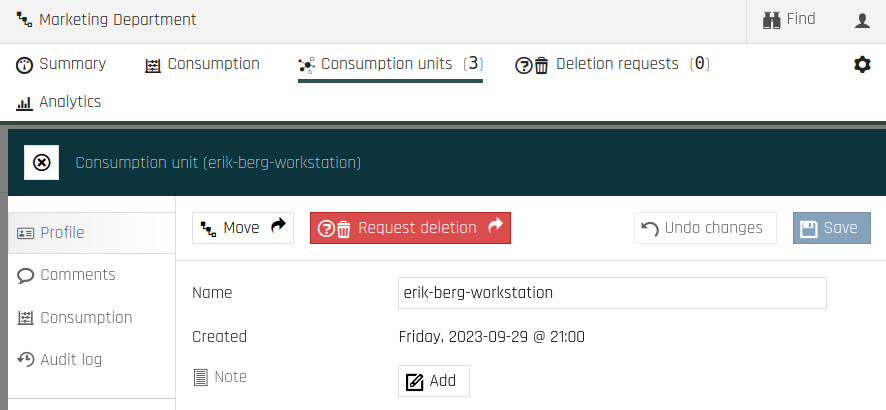 Marketing Department
Find
Summary
Consumption
Consumption units (3)
Deletion requests (0)
Analytics
Consumption unit (erik-berg-workstation)
Profile
Move
Request deletion
Undo changes
Save
Comments
Name
erik-berg-workstation
Consumption
Created
Friday, 2023-09-29 @ 21:00
Audit log
Note
Add